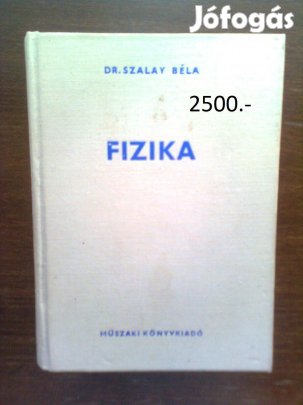 Jófogás
DR. SZALAY BÉLA
2500.-
FIZIKA
MŰSZAKI KÖNYVKIADÓ